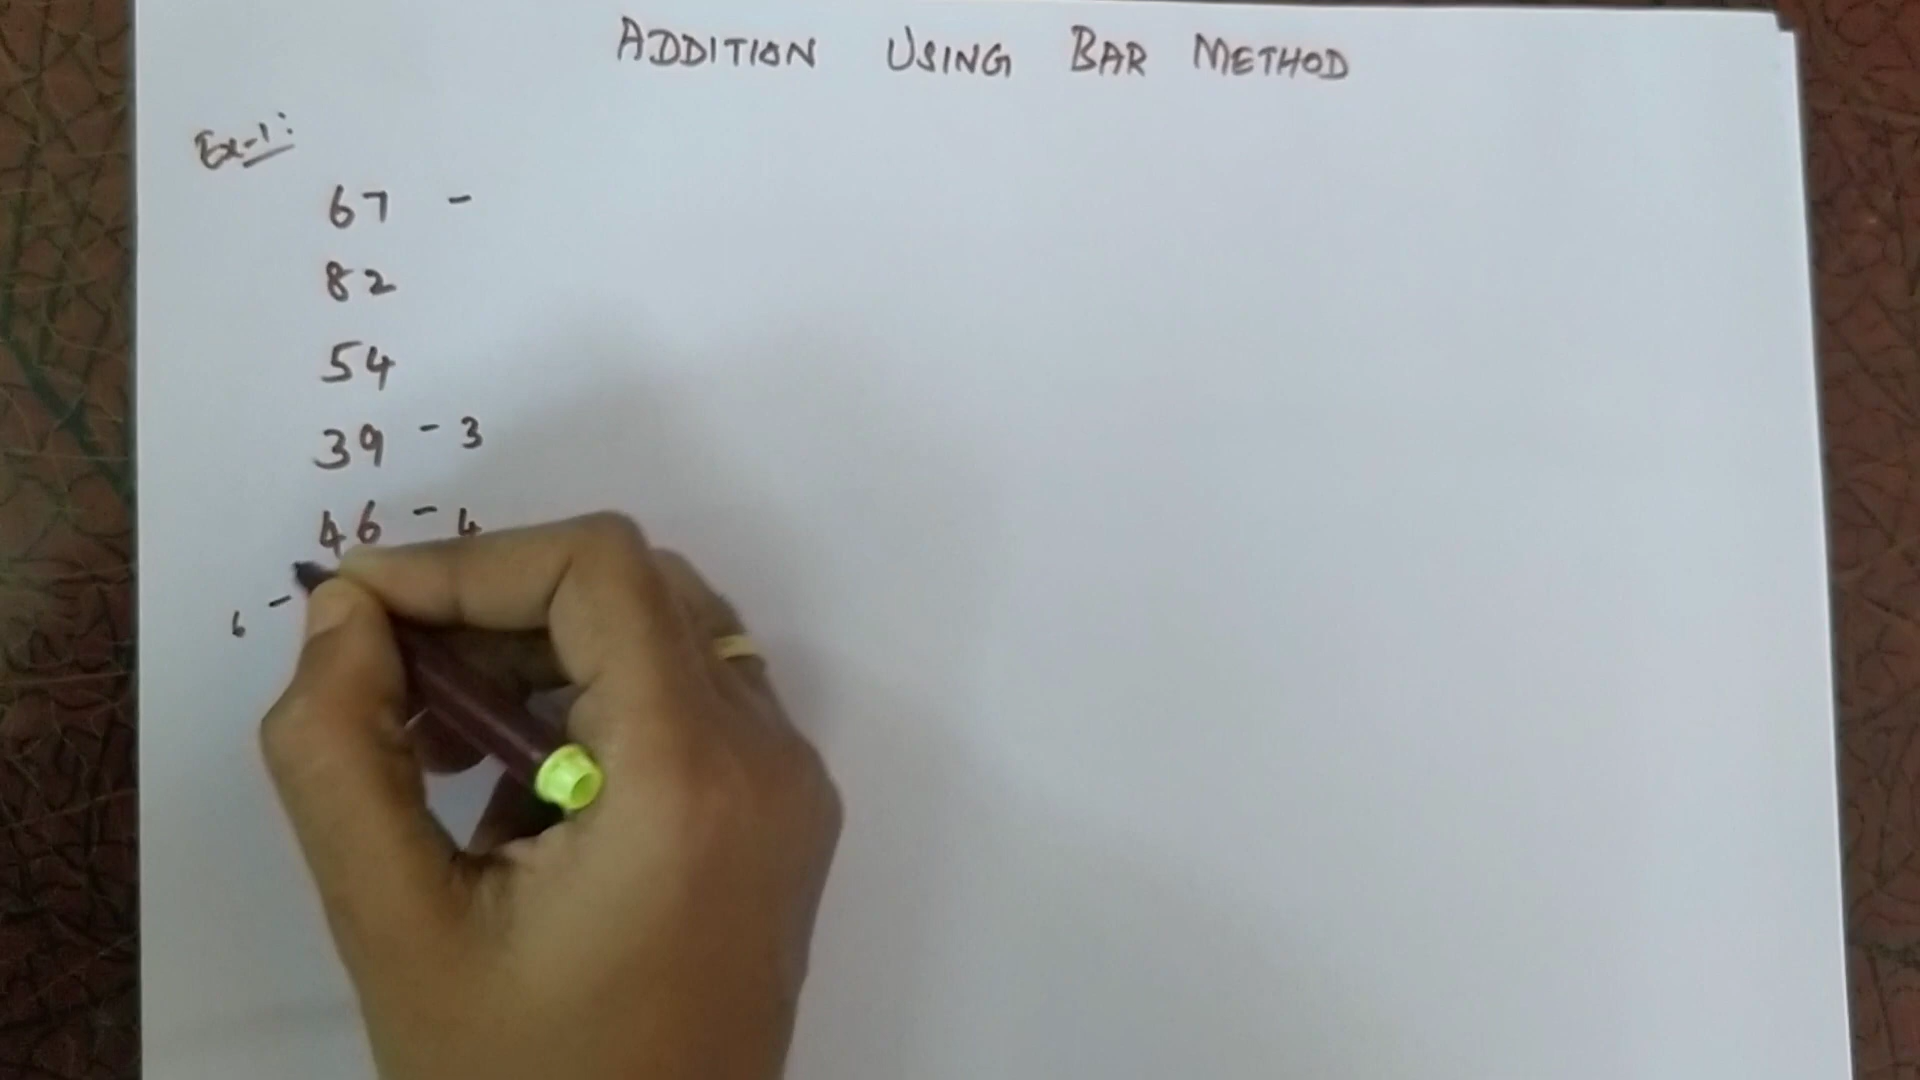 ADDITION USING BAR METHOD
Ex-1:
67 -
82
54
39 - 3
46 - 4
6 -